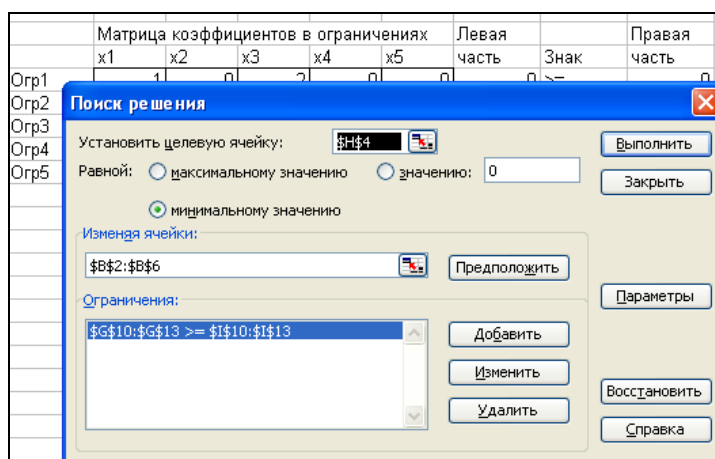 Матрица коэффициентов в ограничениях Левая Правая
x1 x2 x3 x4 x5 часть Знак часть
Огр1 1 0 2 0 0 0 >= 0
Огр2
Огр3
Огр4
Огр5
Поиск решения
Установить целевую ячейку: $H$4 Выполнить
Равной: максимальному значению значению: 0 Закрыть
минимальному значению
Изменяя ячейки:
$B$2:$B$6 Предположить
Ограничения: Параметры
$G$10:$G$13 >= $I$10:$I$13 Добавить
Изменить
Восстановить
Удалить
Справка